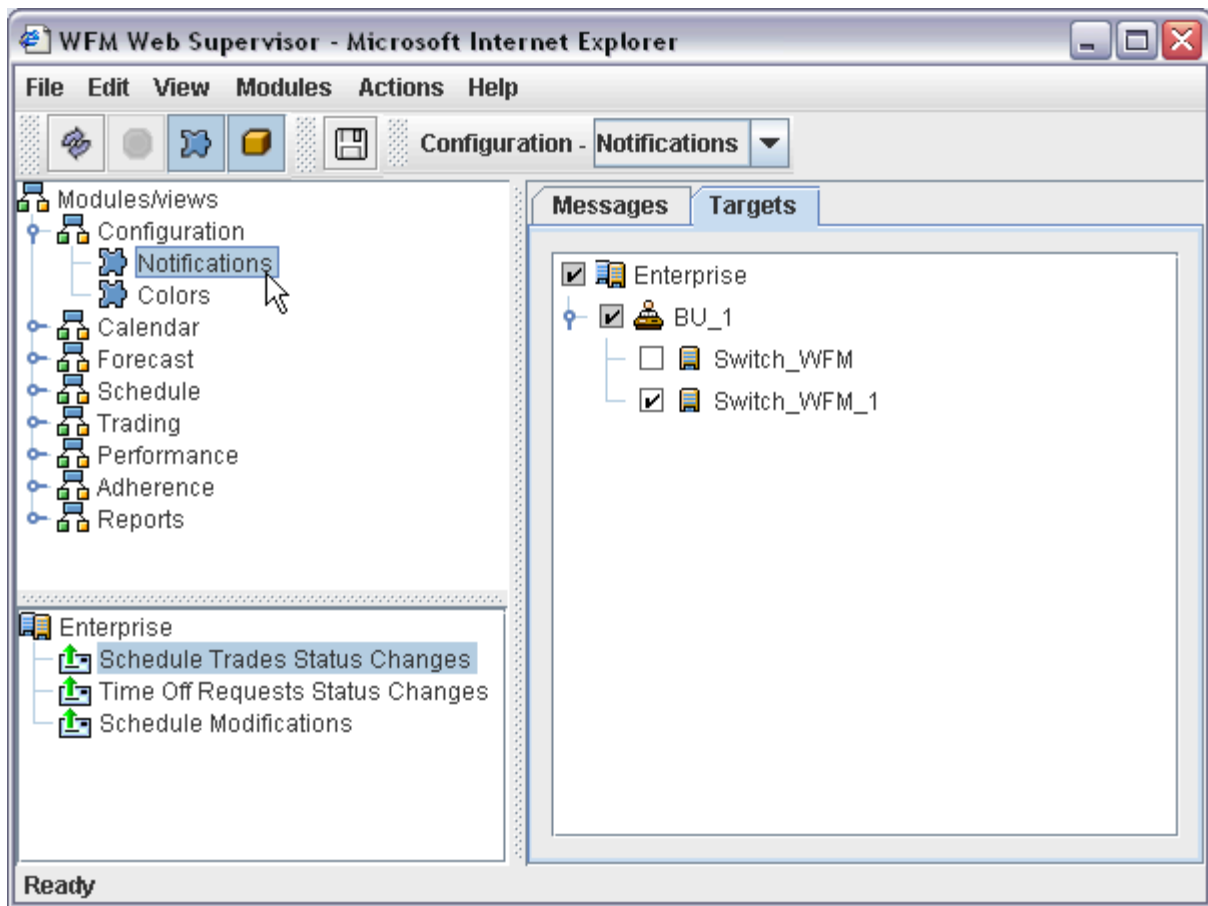 WFM Web Supervisor - Microsoft Internet Explorer
File Edit View Modules Actions Help
Configuration - Notifications
Modules/views
Configuration
Notifications
Colors
Calendar
Forecast
Schedule
Trading
Performance
Adherence
Reports
Enterprise
Schedule Trades Status Changes
Time Off Requests Status Changes
Schedule Modifications
Messages Targets
Enterprise
BU_1
Switch_WFM
Switch_WFM_1
Ready